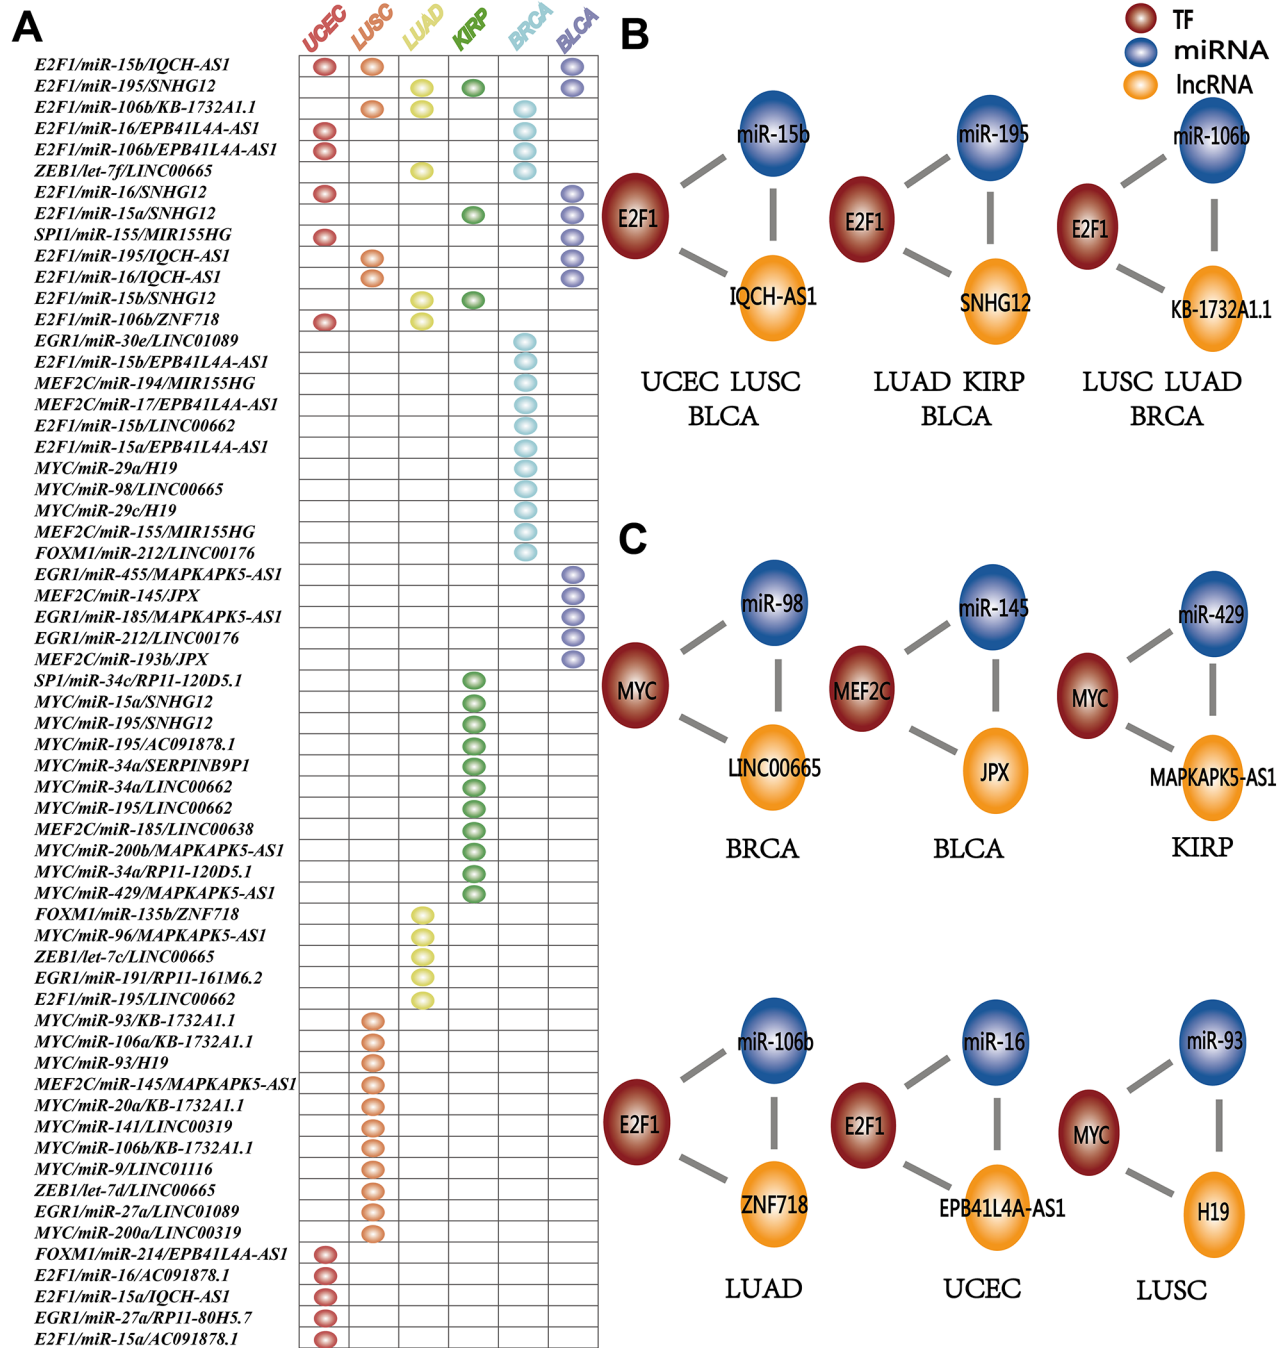 A
UCEC LUSC LUAD KIRP BRCA BLCA
E2F1/miR-15b/IQCH-AS1
E2F1/miR-195/SNHG12
E2F1/miR-106b/KB-1732A1.1
E2F1/miR-16/EPB41L4A-AS1
E2F1/miR-106b/EPB41L4A-AS1
ZEB1/let-7f/LINC00665
E2F1/miR-16/SNHG12
E2F1/miR-15a/SNHG12
SPI1/miR-155/MIR155HG
E2F1/miR-195/IQCH-AS1
E2F1/miR-16/IQCH-AS1
E2F1/miR-15b/SNHG12
E2F1/miR-106b/ZNF718
EGR1/miR-30e/LINC01089
E2F1/miR-15b/EPB41L4A-AS1
MEF2C/miR-194/MIR155HG
MEF2C/miR-17/EPB41L4A-AS1
E2F1/miR-15b/LINC00662
E2F1/miR-15a/EPB41L4A-AS1
MYC/miR-29a/H19
MYC/miR-98/LINC00665
MYC/miR-29c/H19
MEF2C/miR-155/MIR155HG
FOXM1/miR-212/LINC00176
EGR1/miR-455/MAPKAPK5-AS1
MEF2C/miR-145/JPX
EGR1/miR-185/MAPKAPK5-AS1
EGR1/miR-212/LINC00176
MEF2C/miR-193b/JPX
SP1/miR-34c/RP11-120D5.1
MYC/miR-15a/SNHG12
MYC/miR-195/SNHG12
MYC/miR-195/AC091878.1
MYC/miR-34a/SERPINB9P1
MYC/miR-34a/LINC00662
MYC/miR-195/LINC00662
MEF2C/miR-185/LINC00638
MYC/miR-200b/MAPKAPK5-AS1
MYC/miR-34a/RP11-120D5.1
MYC/miR-429/MAPKAPK5-AS1
FOXM1/miR-135b/ZNF718
MYC/miR-96/MAPKAPK5-AS1
ZEB1/let-7c/LINC00665
EGR1/miR-191/RP11-161M6.2
E2F1/miR-195/LINC00662
MYC/miR-93/KB-1732A1.1
MYC/miR-106a/KB-1732A1.1
MYC/miR-93/H19
MEF2C/miR-145/MAPKAPK5-AS1
MYC/miR-20a/KB-1732A1.1
MYC/miR-141/LINC00319
MYC/miR-106b/KB-1732A1.1
MYC/miR-9/LINC01116
ZEB1/let-7d/LINC00665
EGR1/miR-27a/LINC01089
MYC/miR-200a/LINC00319
FOXM1/miR-214/EPB41L4A-AS1
E2F1/miR-16/AC091878.1
E2F1/miR-15a/IQCH-AS1
EGR1/miR-27a/RP11-80H5.7
E2F1/miR-15a/AC091878.1
B
TF
miRNA
lncRNA
miR-15b
E2F1
IQCH-AS1
UCEC LUSC
BLCA
miR-195
E2F1
SNHG12
LUAD KIRP
BLCA
miR-106b
E2F1
KB-1732A1.1
LUSC LUAD
BRCA
C
miR-98
MYC
LINC00665
BRCA
miR-145
MEF2C
JPX
BLCA
miR-429
MYC
MAPKAPK5-AS1
KIRP
miR-106b
E2F1
ZNF718
LUAD
miR-16
E2F1
EPB41L4A-AS1
UCEC
miR-93
MYC
H19
LUSC